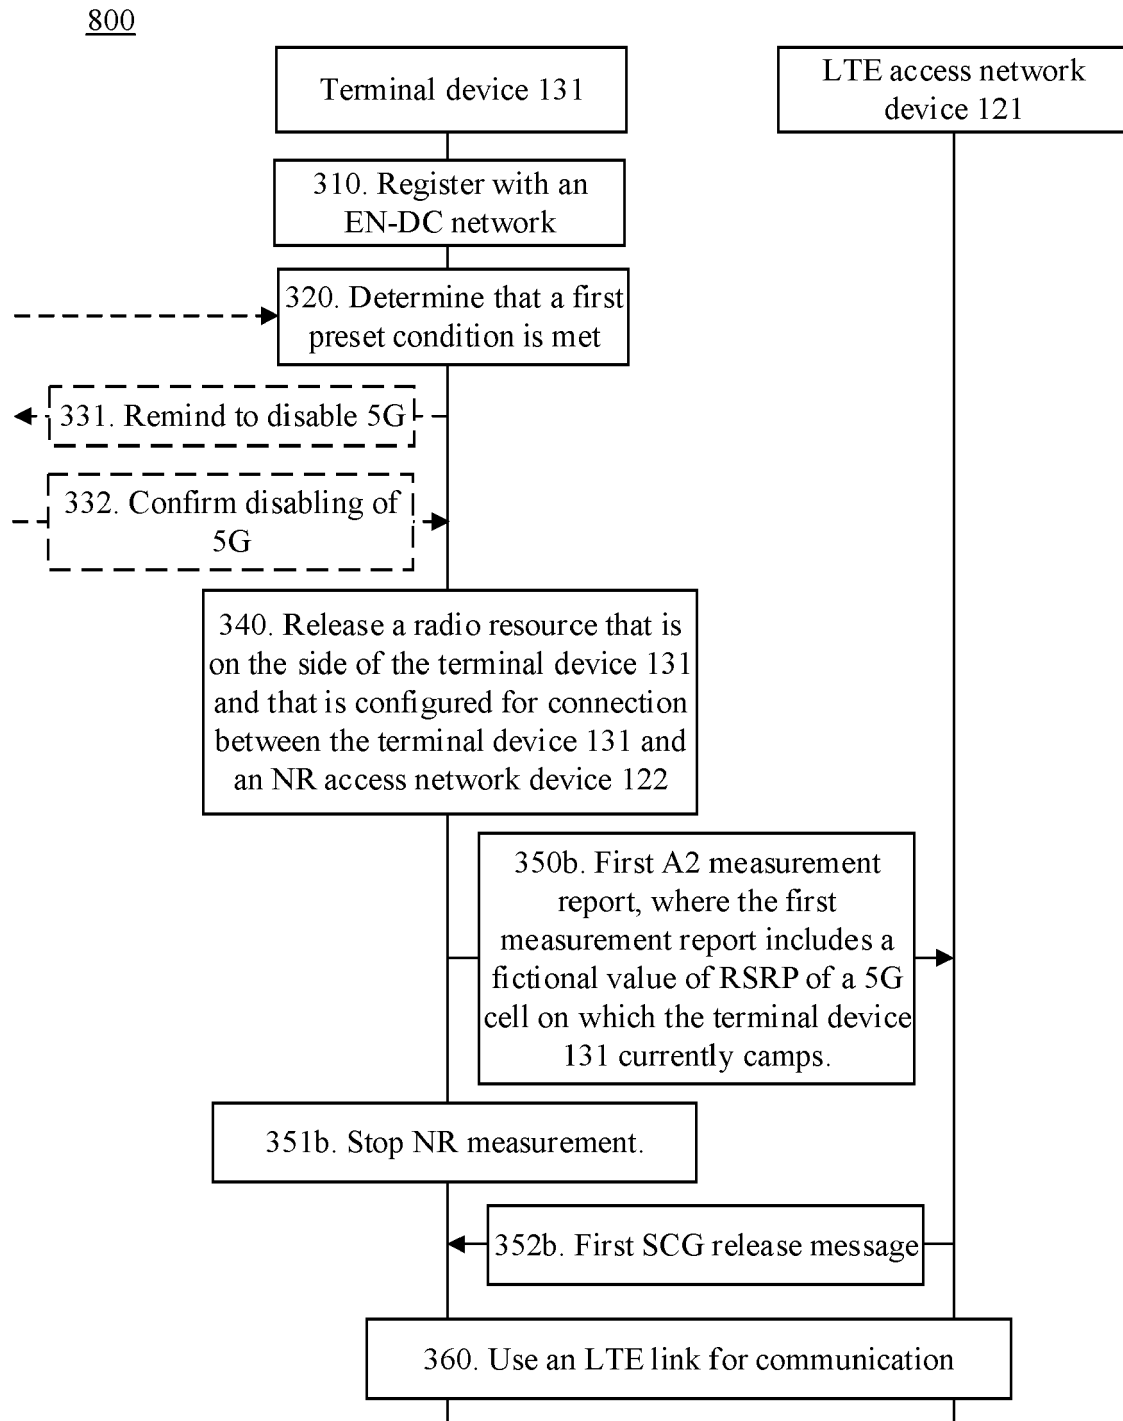 800
Terminal device 131
LTE access network
device 121
310. Register with an
EN-DC network
320. Determine that a first
preset condition is met
331. Remind to disable 5G
332. Confirm disabling of
5G
340. Release a radio resource that is
on the side of the terminal device 131
and that is configured for connection
between the terminal device 131 and
an NR access network device 122
350b. First A2 measurement
report, where the first
measurement report includes a
fictional value of RSRP of a 5G
cell on which the terminal device
131 currently camps.
351b. Stop NR measurement.
352b. First SCG release message
360. Use an LTE link for communication